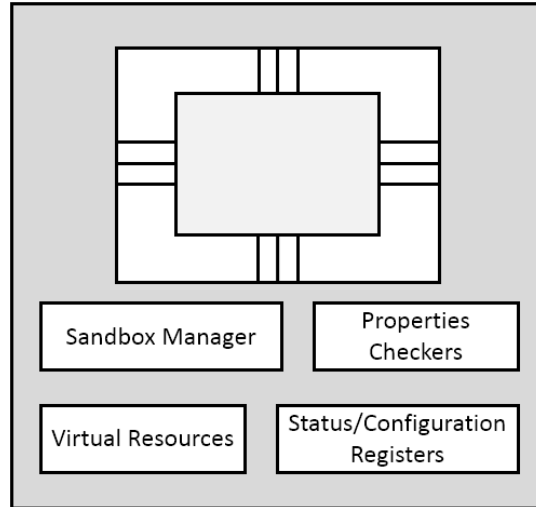 Sandbox Manager
Properties
Checkers
Virtual Resources
Status/Configuration
Registers